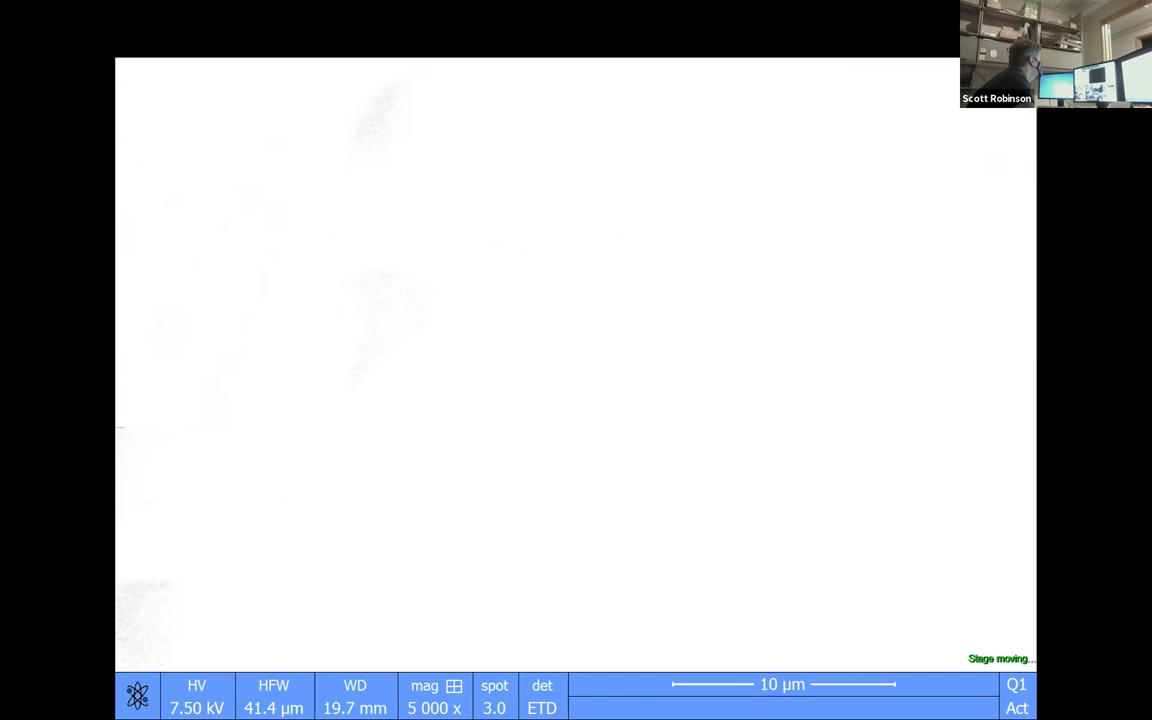 Scott Robinson
Stage moving...
HV HFW WD mag spot det 10 µm Q1
7.50 kV 41.4 µm 19.7 mm 5 000 x 3.0 ETD Act